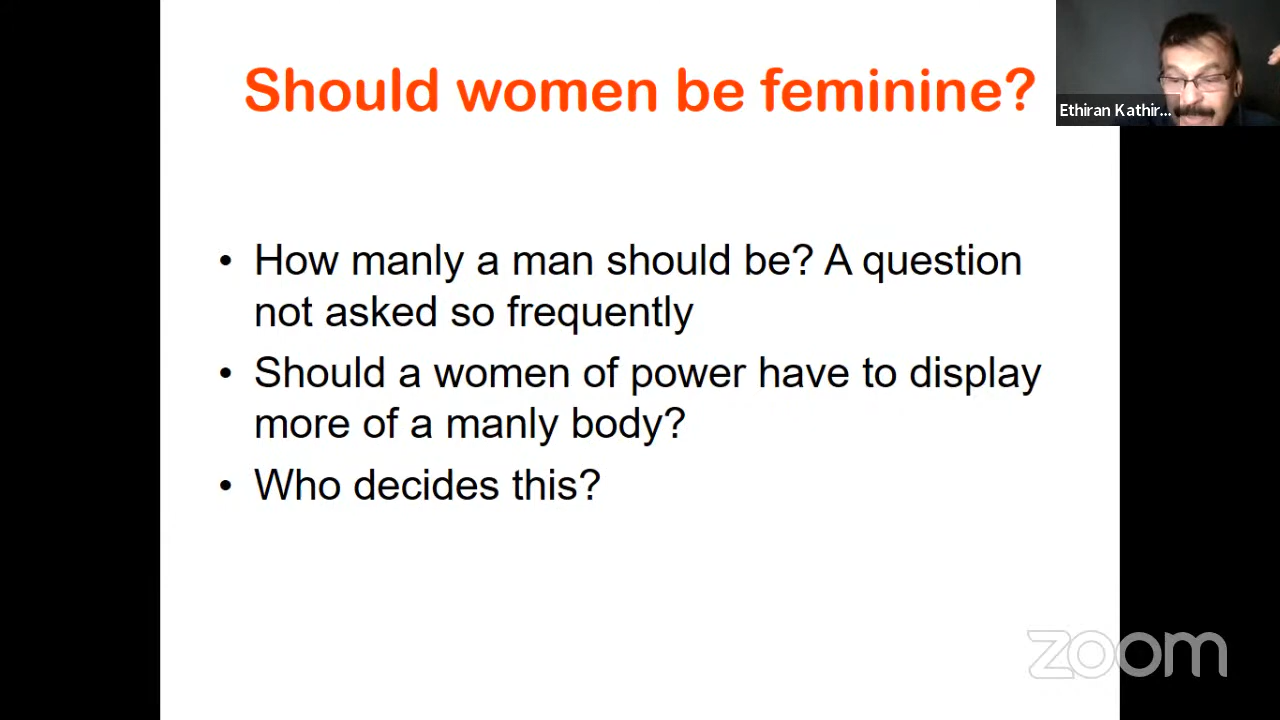 Should women be feminine?
Ethiran Kathir...
• How manly a man should be? A question
not asked so frequently
• Should a women of power have to display
more of a manly body?
• Who decides this?
zoom